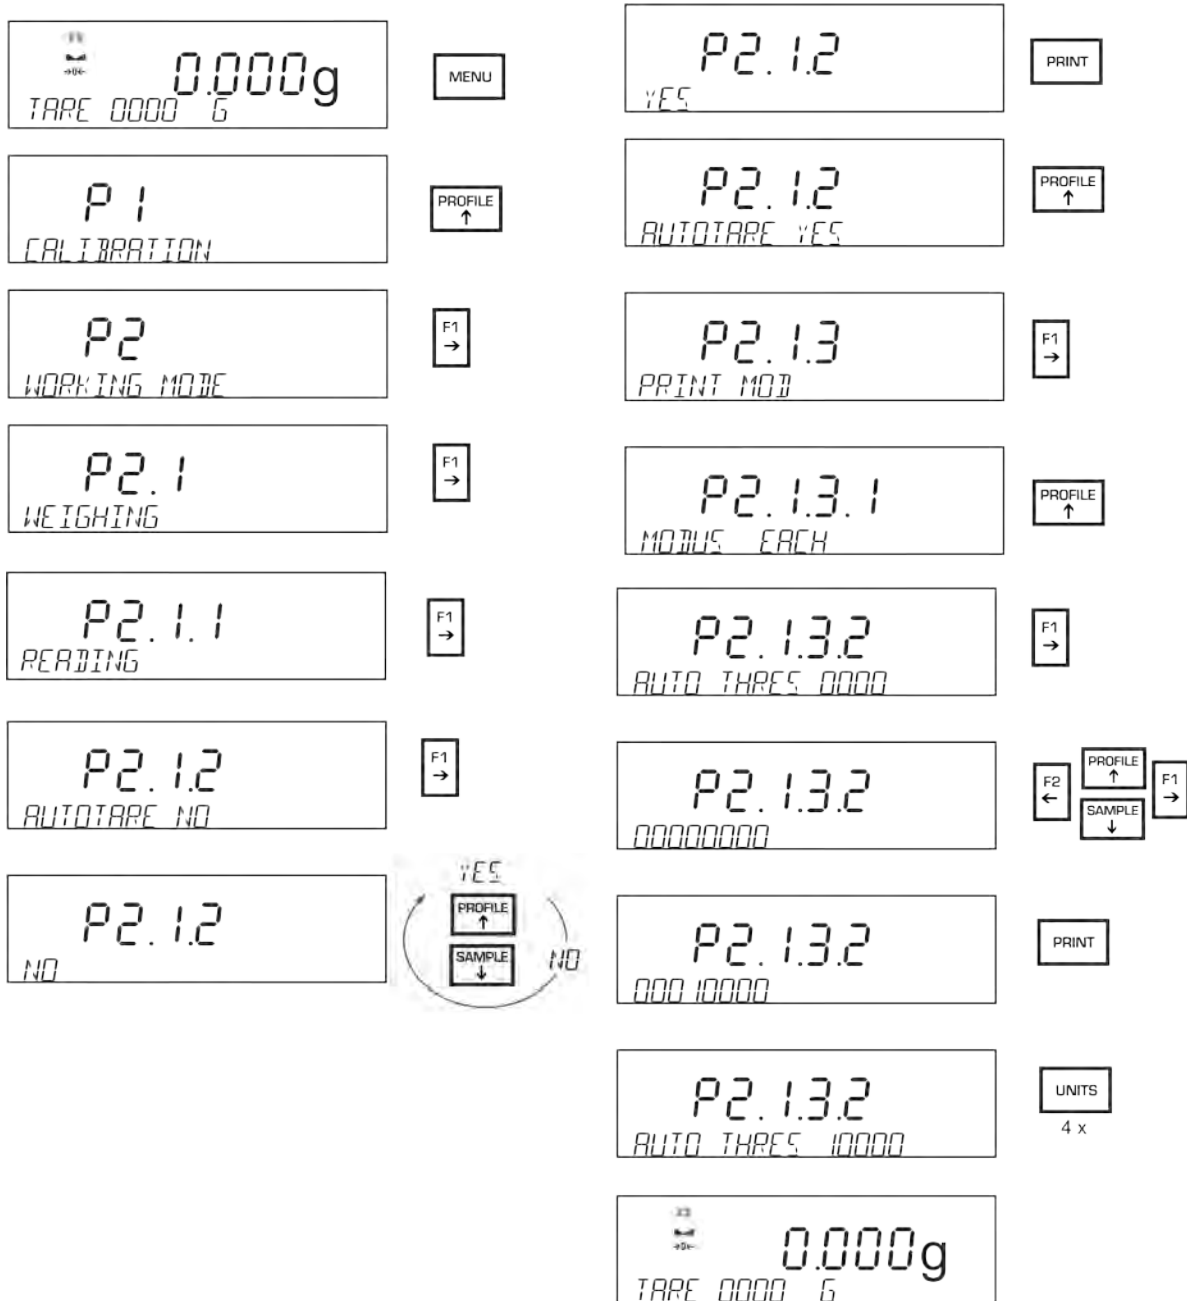 →0←
0.000g
TARE 0000 G
MENU
P1
CALIBRATION
PROFILE
↑
P2
WORKING MODE
F1
→
P2.1
WEIGHING
F1
→
P2.1.1
READING
F1
→
P2.1.2
AUTOTARE NO
F1
→
P2.1.2
NO
YES
PROFILE
↑
SAMPLE
↓
NO
P2.1.2
YES
PRINT
P2.1.2
AUTOTARE YES
PROFILE
↑
P2.1.3
PRINT MOD
F1
→
P2.1.3.1
MODUS EACH
PROFILE
↑
P2.1.3.2
AUTO THRES 0000
F1
→
P2.1.3.2
00000000
F2
←
PROFILE
↑
SAMPLE
↓
F1
→
P2.1.3.2
00010000
PRINT
P2.1.3.2
AUTO THRES 10000
UNITS
4 x
→0←
0.000g
TARE 0000 G